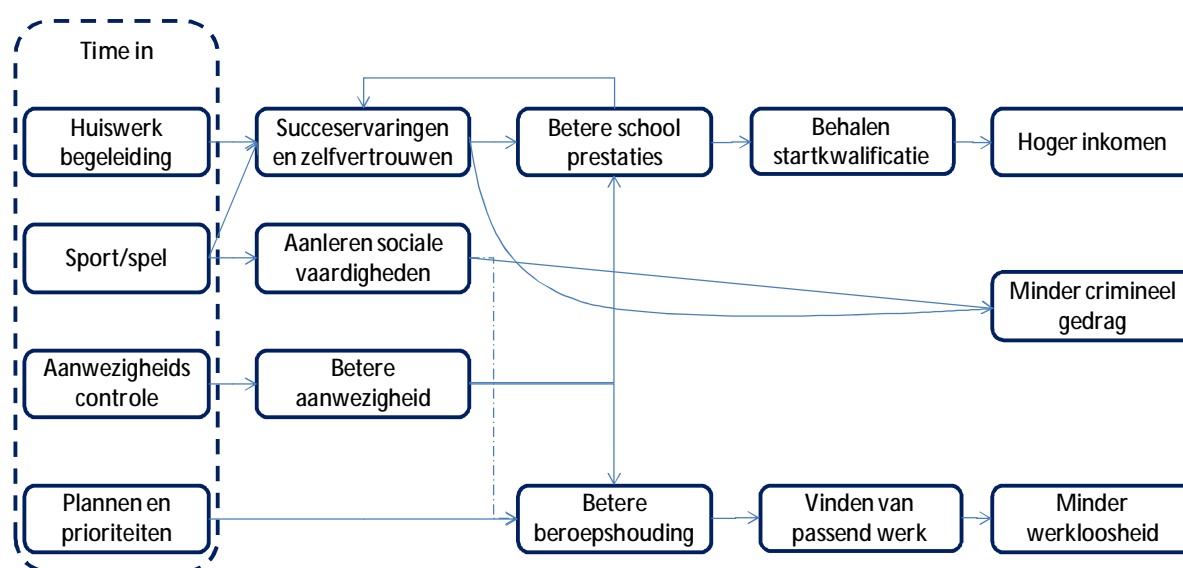 Time in
Huiswerk
begeleiding
Succeservaringen
en zelfvertrouwen
Betere school
prestaties
Behalen
startkwalificatie
Hoger inkomen
Sport/spel
Aanleren sociale
vaardigheden
Minder crimineel
gedrag
Aanwezigheids
controle
Betere
aanwezigheid
Plannen en
prioriteiten
Betere
beroepshouding
Vinden van
passend werk
Minder
werkloosheid